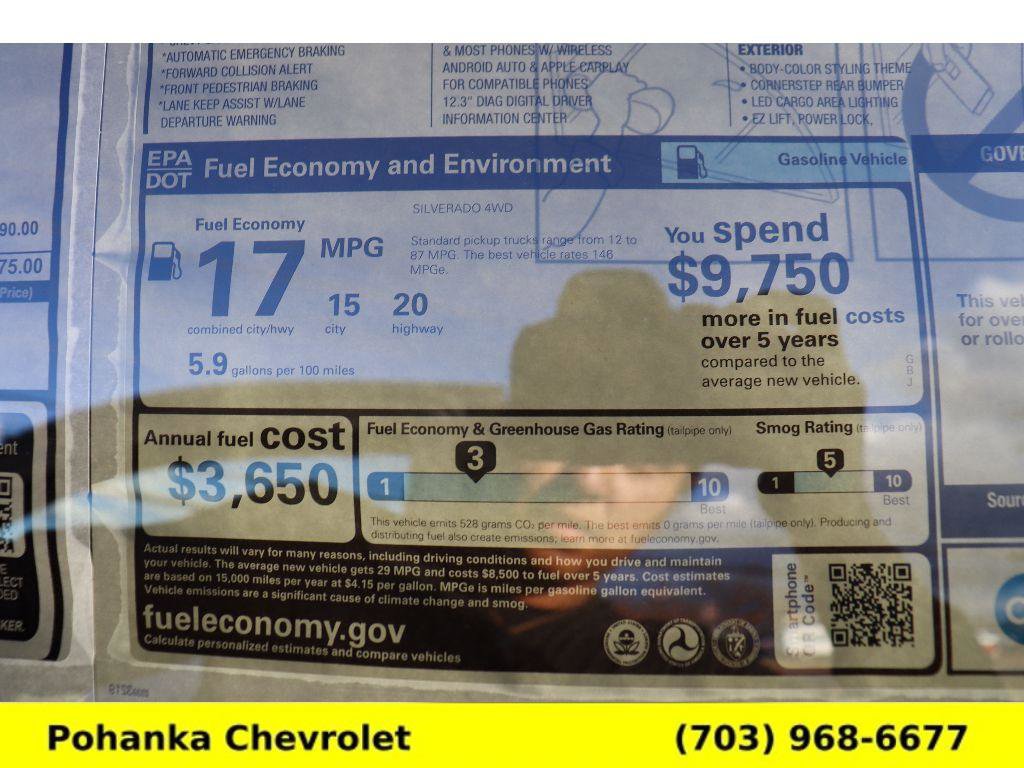 *AUTOMATIC EMERGENCY BRAKING
*FORWARD COLLISION ALERT
*FRONT PEDESTRIAN BRAKING
*LANE KEEP ASSIST W/LANE
DEPARTURE WARNING
& MOST PHONES W/ WIRELESS
ANDROID AUTO & APPLE CARPLAY
FOR COMPATIBLE PHONES
12.3" DIAG DIGITAL DRIVER
INFORMATION CENTER
EXTERIOR
• BODY-COLOR STYLING THEME
• CORNERSTEP REAR BUMPER
• LED CARGO AREA LIGHTING
• EZ LIFT, POWER LOCK,
90.00
75.00
Price)
EPA
DOT
Fuel Economy and Environment
Gasoline Vehicle
GOVE
Fuel Economy
17 MPG
combined city/hwy
15
city
20
highway
5.9 gallons per 100 miles
SILVERADO 4WD
Standard pickup trucks range from 12 to
87 MPG. The best vehicle rates 146
MPGe.
You spend
$9,750
more in fuel costs
over 5 years
compared to the
average new vehicle.
G
B
J
This vel
for ove
or rollo
Annual fuel cost
$3,650
Fuel Economy & Greenhouse Gas Rating (tailpipe only)
3
1
10
Best
Smog Rating (tailpipe only)
5
1
10
Best
This vehicle emits 528 grams CO₂ per mile. The best emits 0 grams per mile (tailpipe only). Producing and
distributing fuel also create emissions; learn more at fueleconomy.gov.
Sour
Actual results will vary for many reasons, including driving conditions and how you drive and maintain
your vehicle. The average new vehicle gets 29 MPG and costs $8,500 to fuel over 5 years. Cost estimates
are based on 15,000 miles per year at $4.15 per gallon. MPGe is miles per gasoline gallon equivalent.
Vehicle emissions are a significant cause of climate change and smog.
fueleconomy.gov
Calculate personalized estimates and compare vehicles
Smartphone
QR Code™
ent
E
LECT
DED
KER.
Pohanka Chevrolet
(703) 968-6677